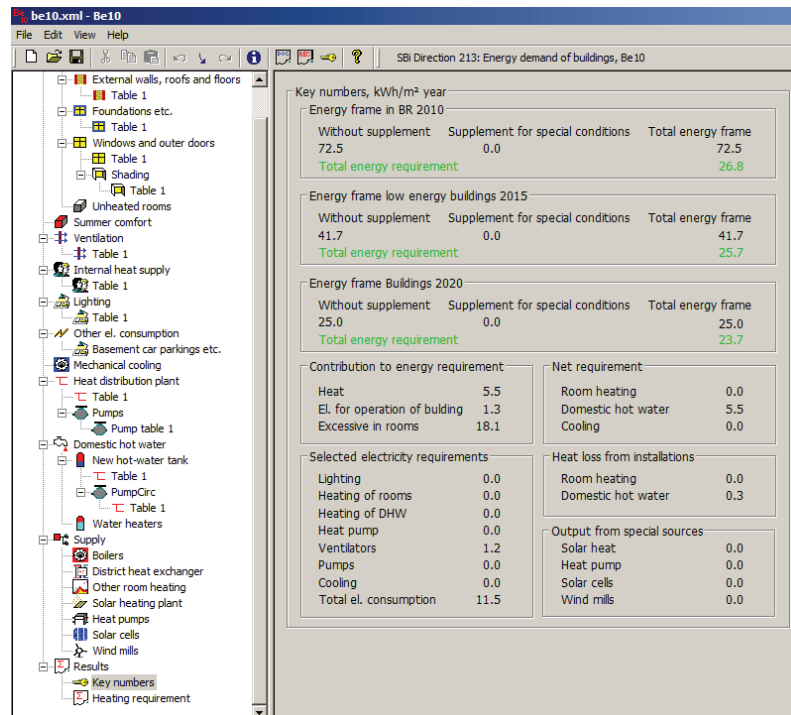 be10.xml - Be10
File Edit View Help
SBi Direction 213: Energy demand of buildings, Be10
External walls, roofs and floors
Table 1
Foundations etc.
Table 1
Windows and outer doors
Table 1
Shading
Table 1
Unheated rooms
Summer comfort
Ventilation
Table 1
Internal heat supply
Table 1
Lighting
Table 1
Other el. consumption
Basement car parkings etc.
Mechanical cooling
Heat distribution plant
Table 1
Pumps
Pump table 1
Domestic hot water
New hot-water tank
Table 1
PumpCirc
Table 1
Water heaters
Supply
Boilers
District heat exchanger
Other room heating
Solar heating plant
Heat pumps
Solar cells
Wind mills
Results
Key numbers
Heating requirement
Key numbers, kWh/m² year
Energy frame in BR 2010
Without supplement Supplement for special conditions Total energy frame
72.5 0.0 72.5
Total energy requirement 26.8
Energy frame low energy buildings 2015
Without supplement Supplement for special conditions Total energy frame
41.7 0.0 41.7
Total energy requirement 25.7
Energy frame Buildings 2020
Without supplement Supplement for special conditions Total energy frame
25.0 0.0 25.0
Total energy requirement 23.7
Contribution to energy requirement
Heat 5.5
El. for operation of bulding 1.3
Excessive in rooms 18.1
Net requirement
Room heating 0.0
Domestic hot water 5.5
Cooling 0.0
Selected electricity requirements
Lighting 0.0
Heating of rooms 0.0
Heating of DHW 0.0
Heat pump 0.0
Ventilators 1.2
Pumps 0.0
Cooling 0.0
Total el. consumption 11.5
Heat loss from installations
Room heating 0.0
Domestic hot water 0.3
Output from special sources
Solar heat 0.0
Heat pump 0.0
Solar cells 0.0
Wind mills 0.0